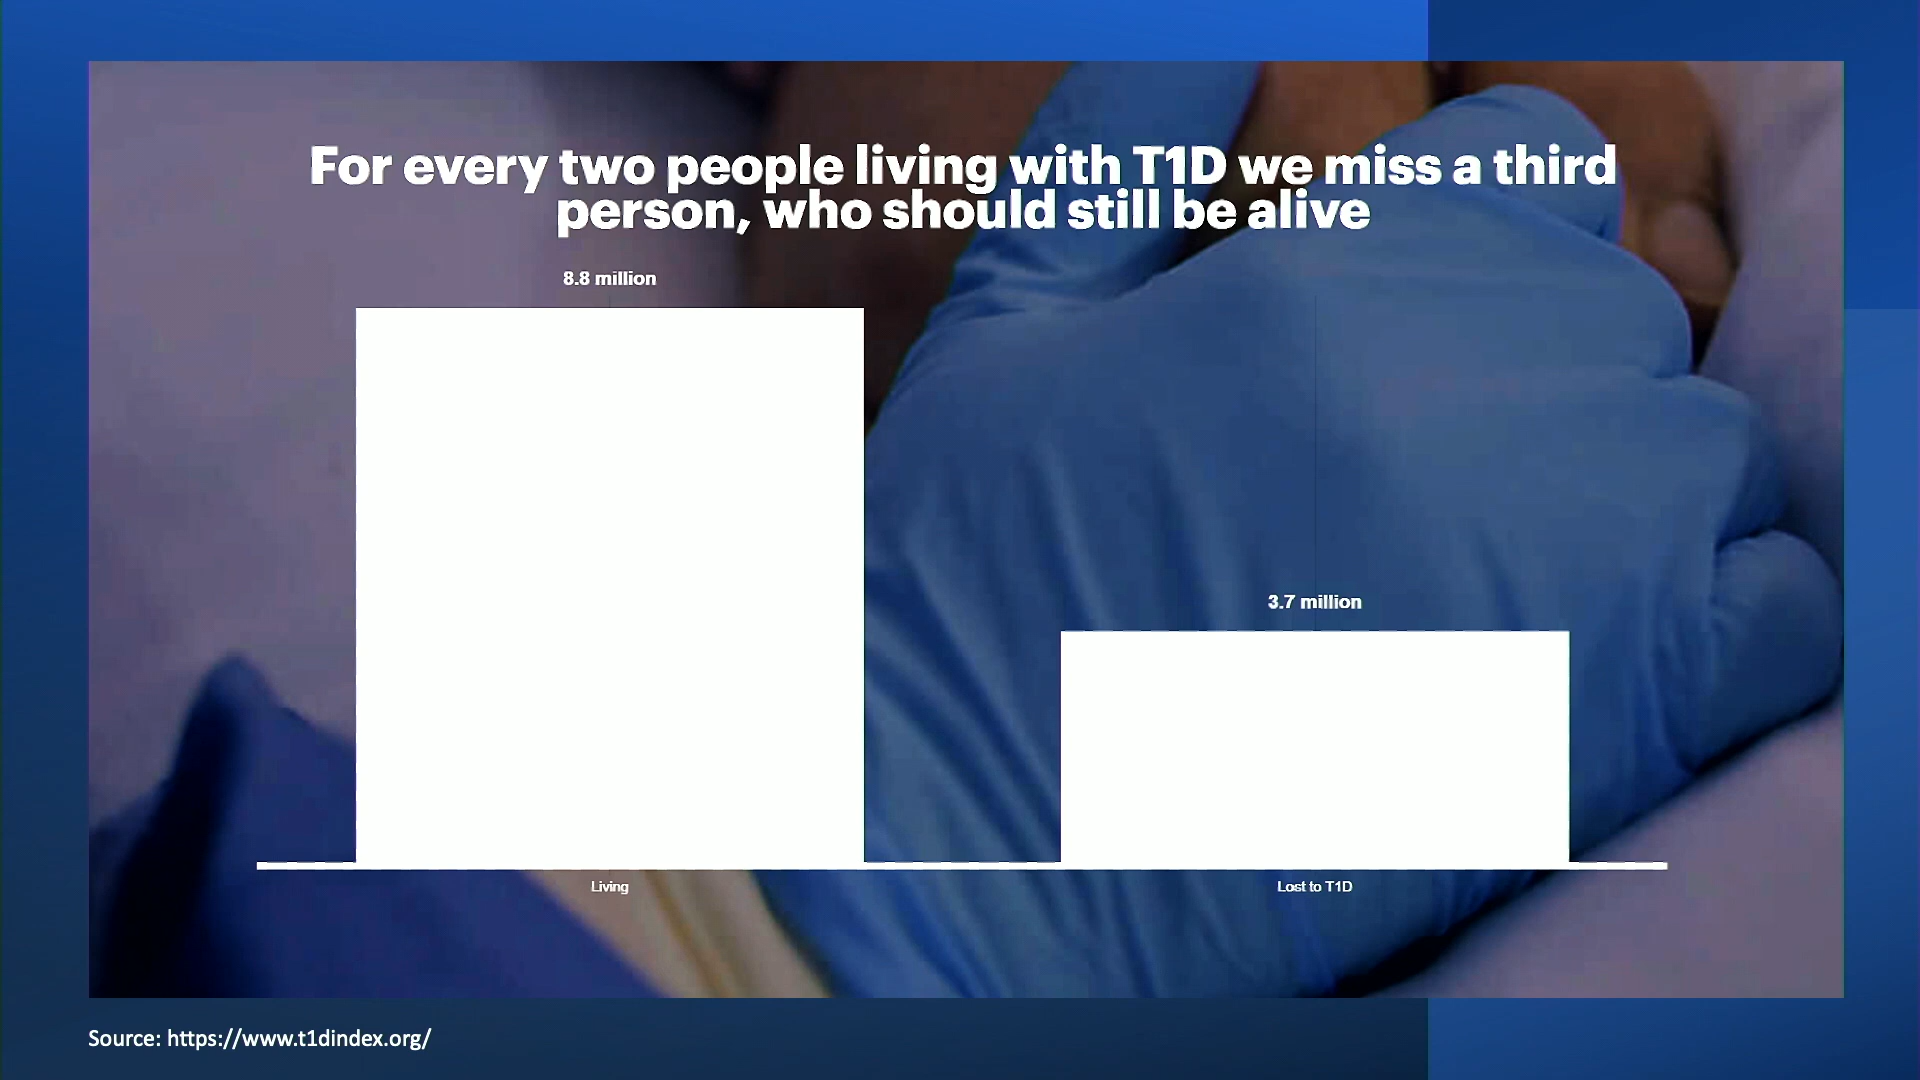 For every two people living with T1D we miss a third
person, who should still be alive
8.8 million
3.7 million
Living
Lost to T1D
Source: https://www.t1dindex.org/